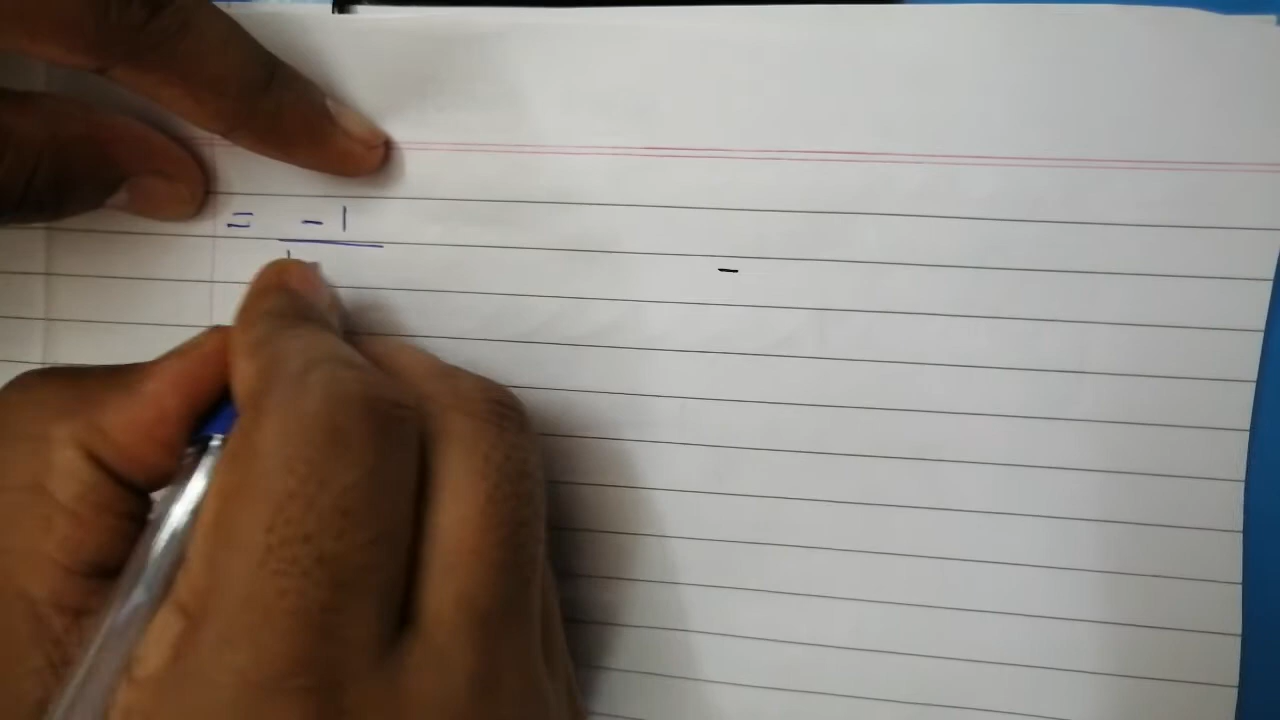 = - 1
-